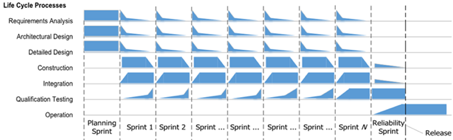 Life Cycle Processes
Requirements Analysis
Architectural Design
Detailed Design
Construction
Integration
Qualification Testing
Operation
Planning Sprint
Sprint 1
Sprint 2
Sprint ...
Sprint ...
Sprint ...
Sprint ...
Sprint N
Reliability Sprint
Release